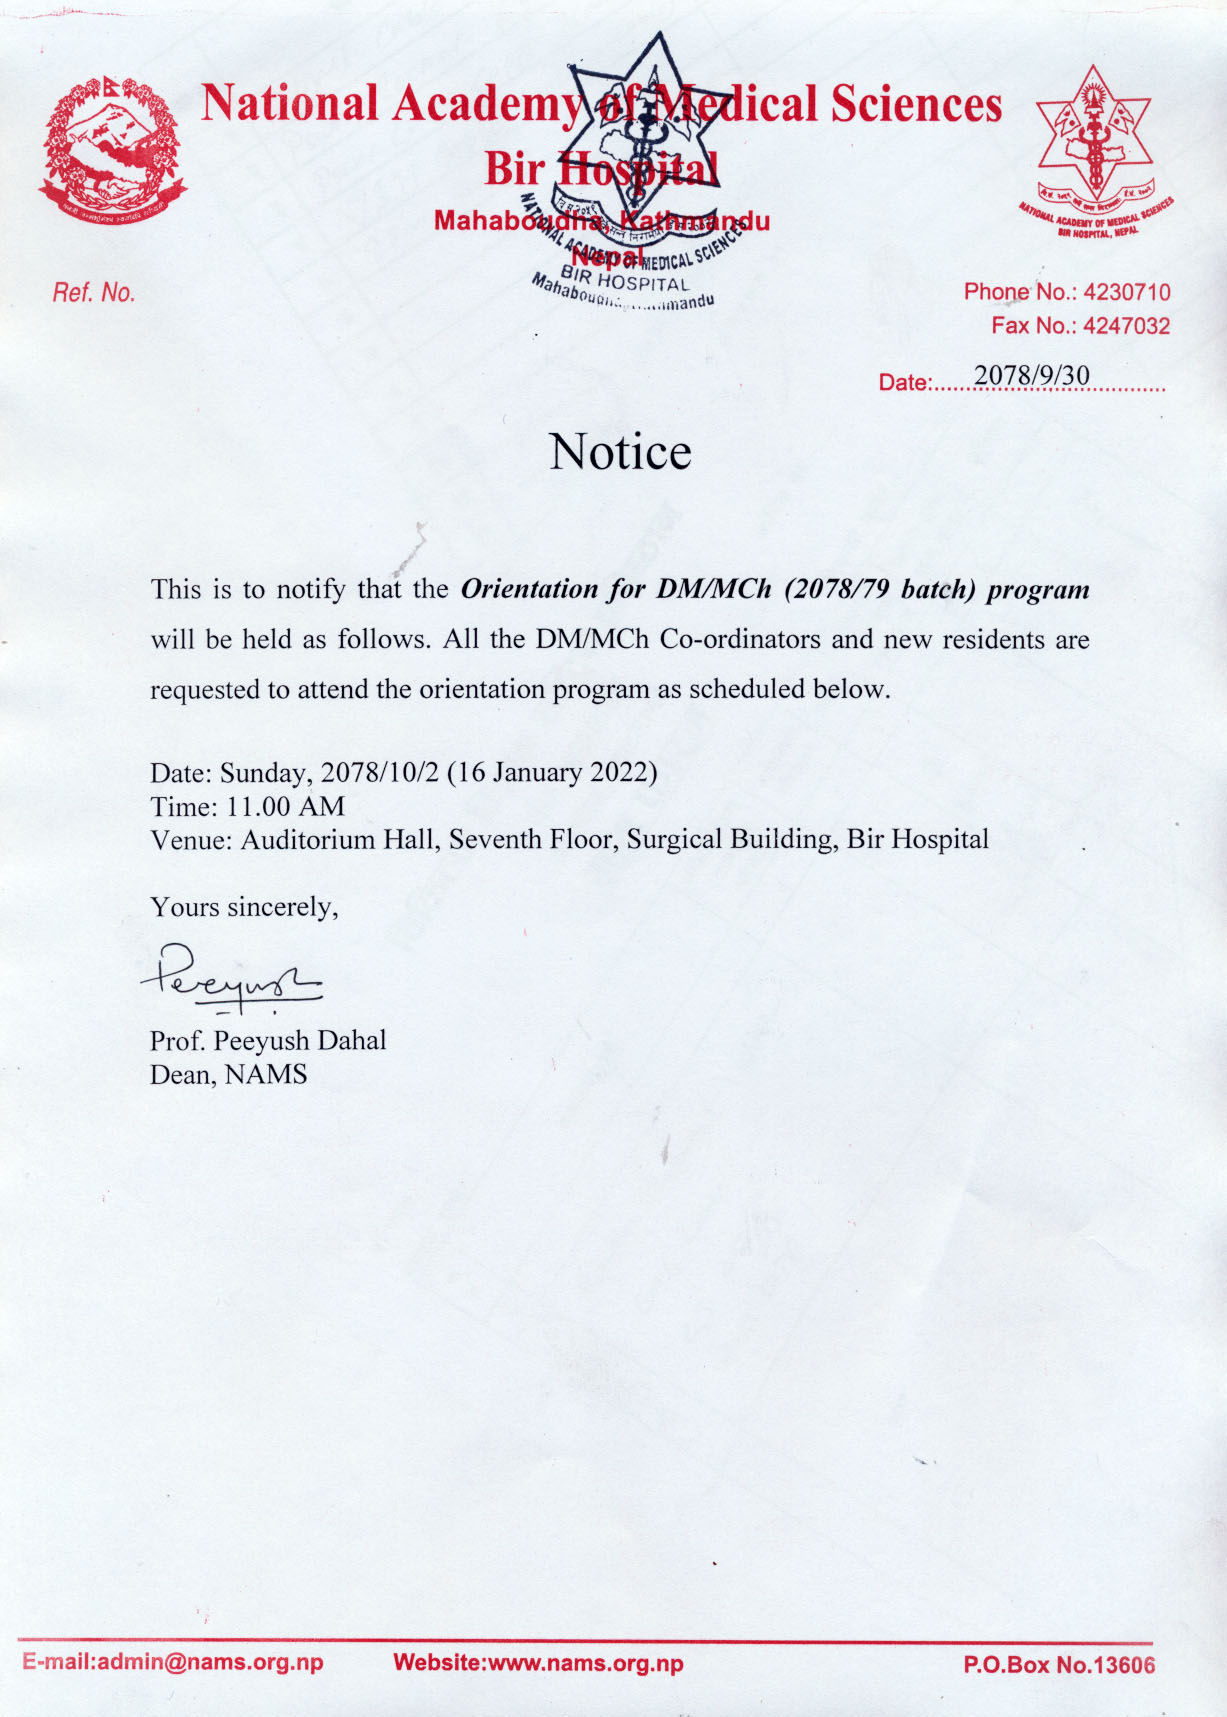 National Academy of Medical Sciences
Bir Hospital
Mahaboudha, Kathmandu
Nepal
NATIONAL ACADEMY OF MEDICAL SCIENCES
BIR HOSPITAL
NATIONAL ACADEMY OF MEDICAL SCIENCES
BIR HOSPITAL, NEPAL
Ref. No.
Phone No.: 4230710
Fax No.: 4247032
Date:..... 2078/9/30 .............
Notice
This is to notify that the Orientation for DM/MCh (2078/79 batch) program
will be held as follows. All the DM/MCh Co-ordinators and new residents are
requested to attend the orientation program as scheduled below.
Date: Sunday, 2078/10/2 (16 January 2022)
Time: 11.00 AM
Venue: Auditorium Hall, Seventh Floor, Surgical Building, Bir Hospital
Yours sincerely,
Peeyush
Prof. Peeyush Dahal
Dean, NAMS
E-mail:admin@nams.org.np Website:www.nams.org.np P.O.Box No.13606